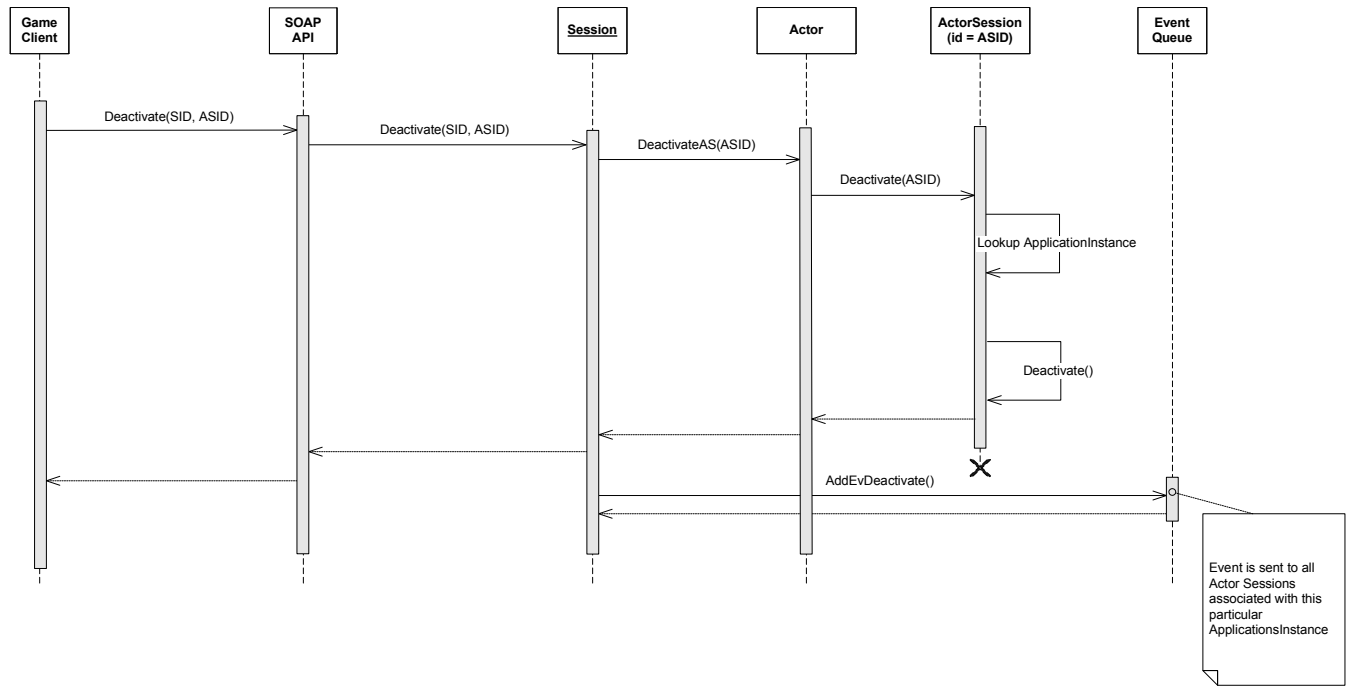 Game
Client
SOAP
API
Session
Actor
ActorSession
(id = ASID)
Event
Queue
Deactivate(SID, ASID)
Deactivate(SID, ASID)
DeactivateAS(ASID)
Deactivate(ASID)
Lookup ApplicationInstance
Deactivate()
AddEvDeactivate()
Event is sent to all
Actor Sessions
associated with this
particular
ApplicationsInstance